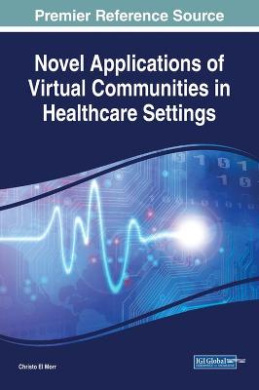 Premier Reference Source
Novel Applications of
Virtual Communities in
Healthcare Settings
Christo El Morr
IGI Global